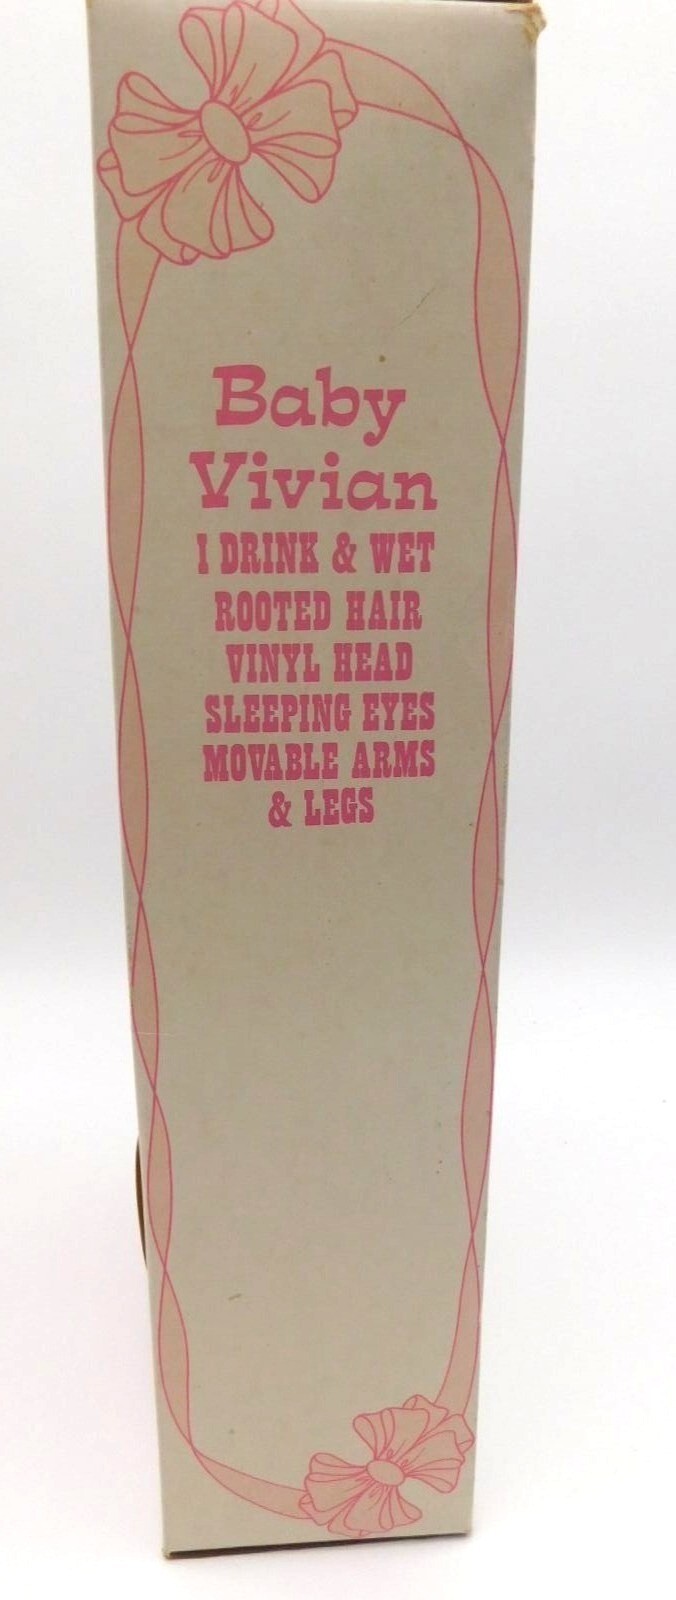 Baby
Vivian
I DRINK & WET
ROOTED HAIR
VINYL HEAD
SLEEPING EYES
MOVABLE ARMS
& LEGS